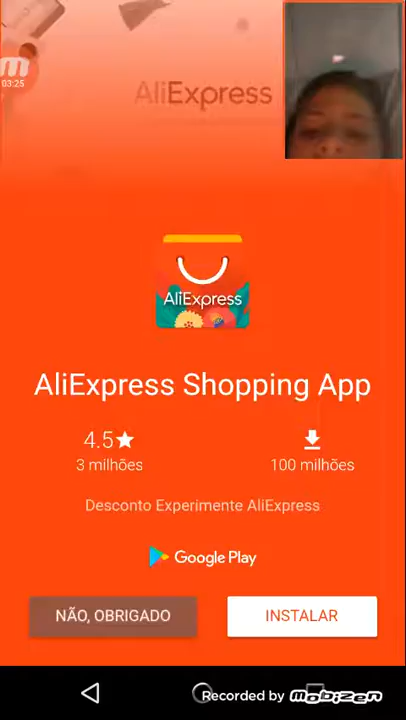 03:25
AliExpress
AliExpress
AliExpress Shopping App
4.5★
3 milhões
100 milhões
Desconto Experimente AliExpress
Google Play
NÃO, OBRIGADO
INSTALAR
Recorded by mobizen